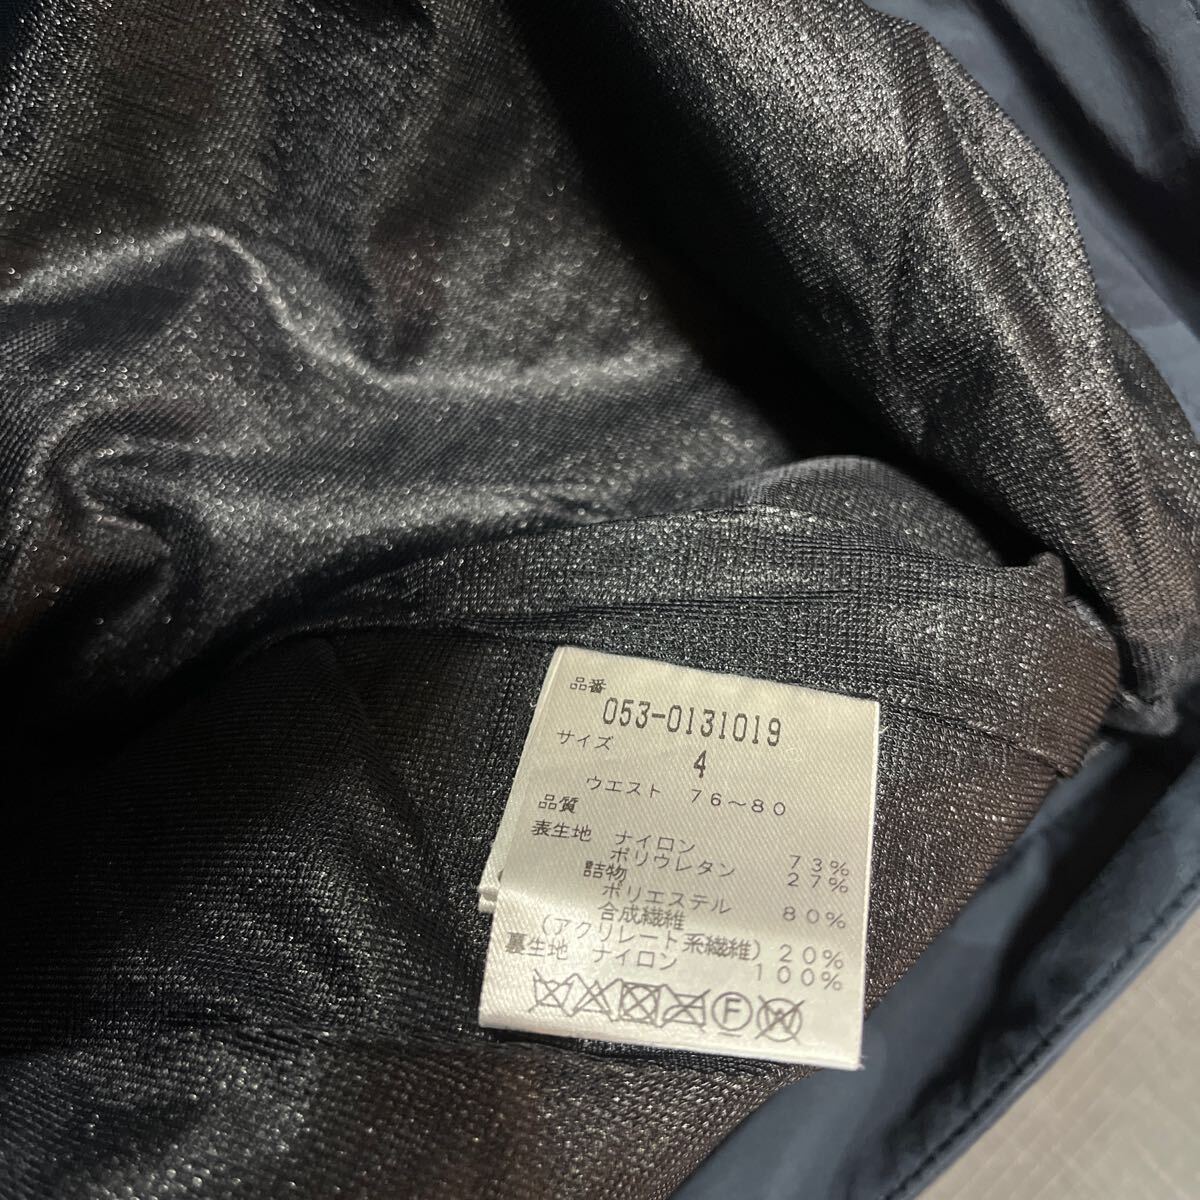 品番
053-0131019
サイズ
4
ウエスト 76～80
品質
表生地 ナイロン 73%
ポリウレタン 27%
詰物
ポリエステル 80%
合成繊維
(アクリレート系繊維) 20%
裏生地 ナイロン 100%
F W